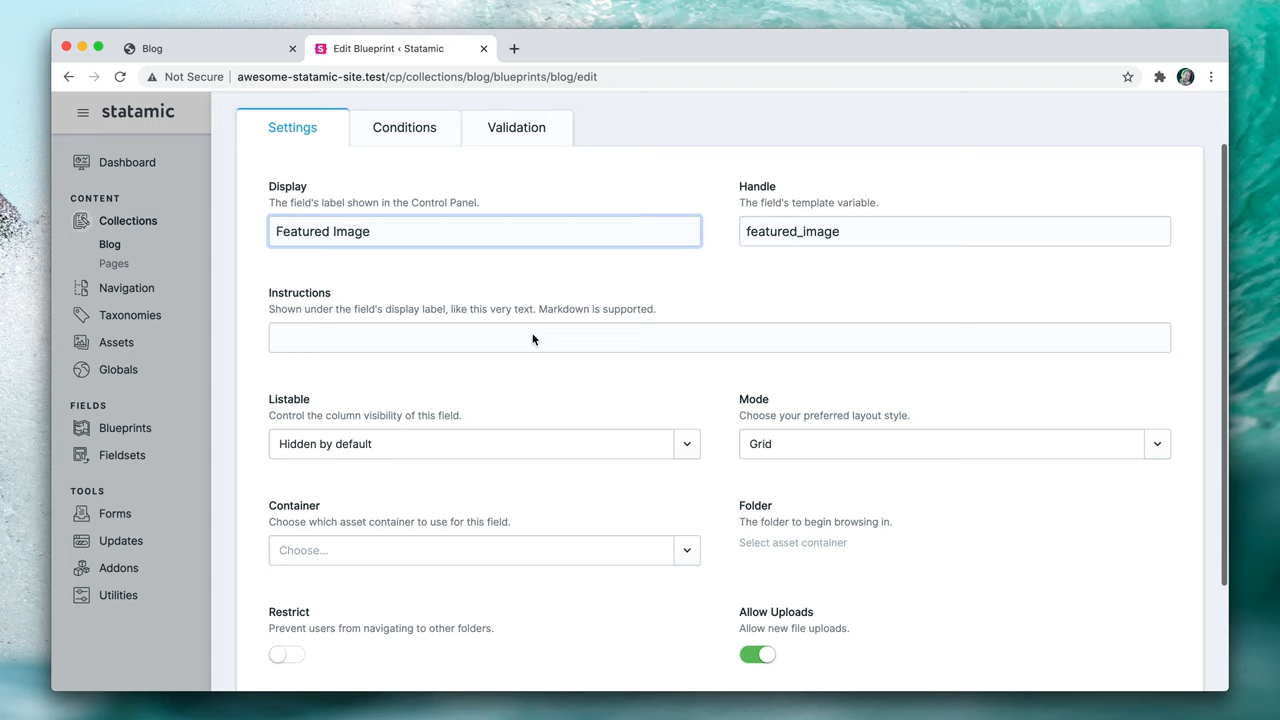 Blog
Edit Blueprint ‹ Statamic
Not Secure
awesome-statamic-site.test/cp/collections/blog/blueprints/blog/edit
statamic
Dashboard
CONTENT
Collections
Blog
Pages
Navigation
Taxonomies
Assets
Globals
FIELDS
Blueprints
Fieldsets
TOOLS
Forms
Updates
Addons
Utilities
Settings
Conditions
Validation
Display
The field's label shown in the Control Panel.
Featured Image
Handle
The field's template variable.
featured_image
Instructions
Shown under the field's display label, like this very text. Markdown is supported.
Listable
Control the column visibility of this field.
Hidden by default
Mode
Choose your preferred layout style.
Grid
Container
Choose which asset container to use for this field.
Choose...
Folder
The folder to begin browsing in.
Select asset container
Restrict
Prevent users from navigating to other folders.
Allow Uploads
Allow new file uploads.